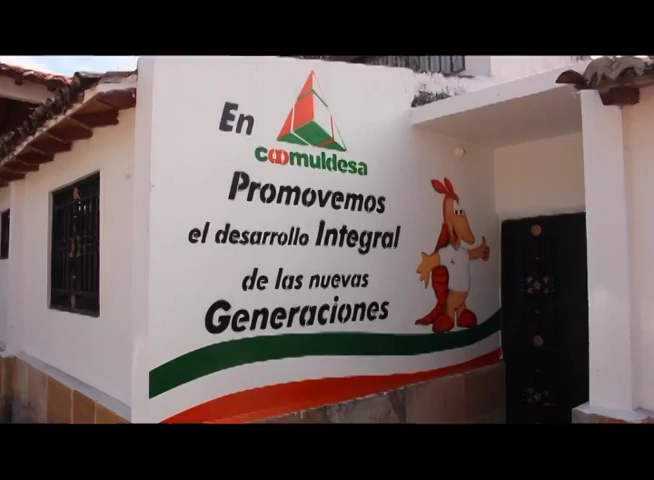 En coomuldesa
Promovemos
el desarrollo Integral
de las nuevas
Generaciones